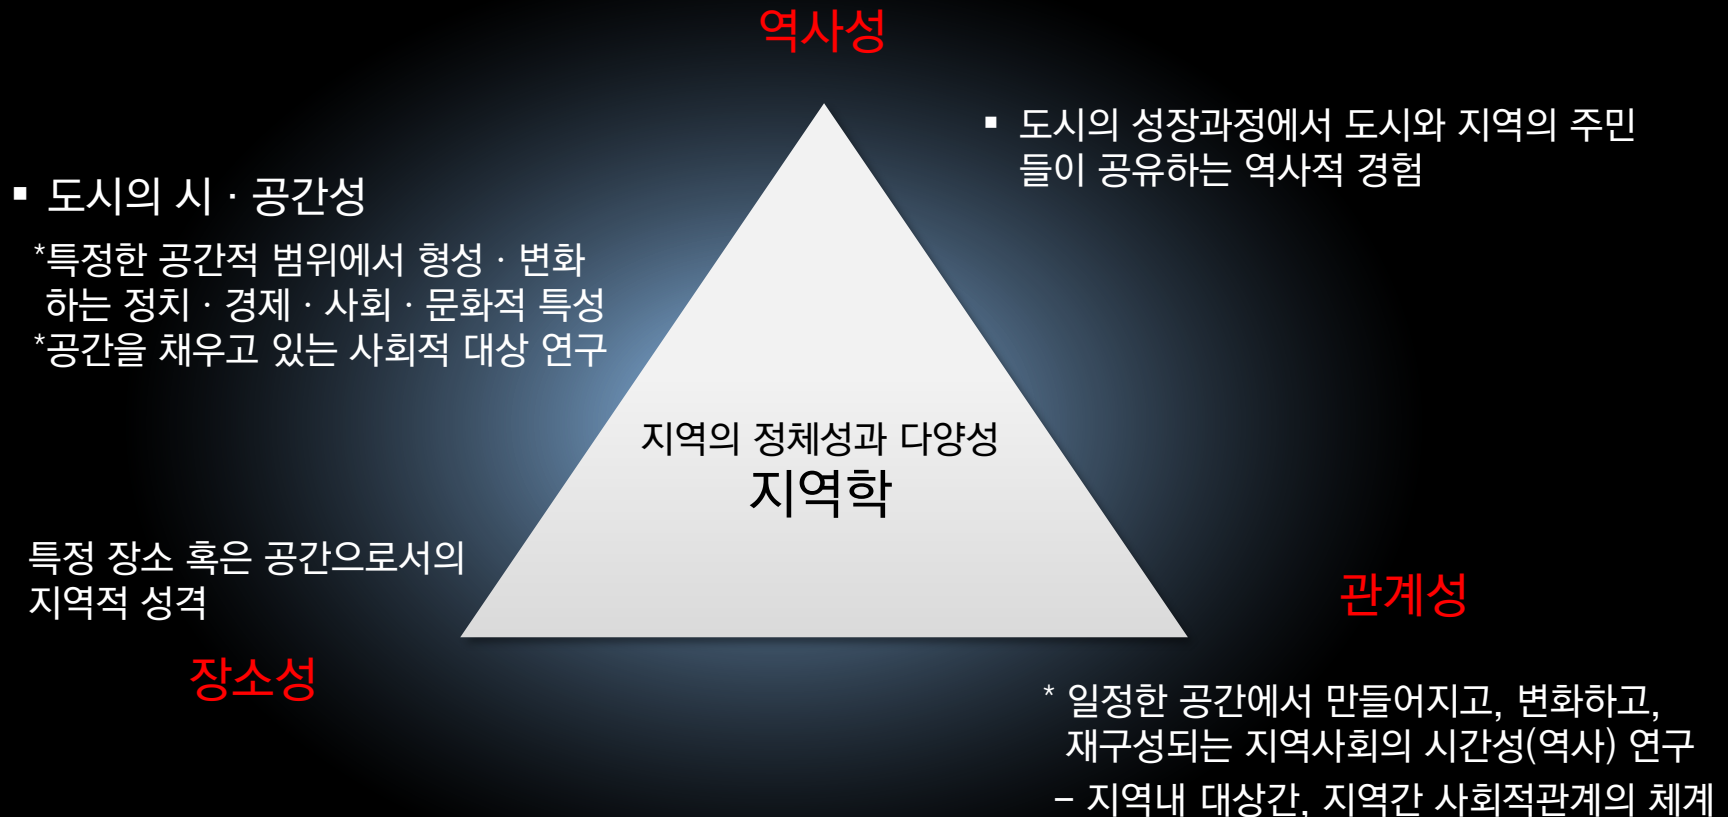 역사성
▪ 도시의 성장과정에서 도시와 지역의 주민
들이 공유하는 역사적 경험
▪ 도시의 시 · 공간성
*특정한 공간적 범위에서 형성 · 변화
하는 정치 · 경제 · 사회 · 문화적 특성
*공간을 채우고 있는 사회적 대상 연구
지역의 정체성과 다양성
지역학
특정 장소 혹은 공간으로서의
지역적 성격
장소성
관계성
* 일정한 공간에서 만들어지고, 변화하고,
재구성되는 지역사회의 시간성(역사) 연구
– 지역내 대상간, 지역간 사회적관계의 체계